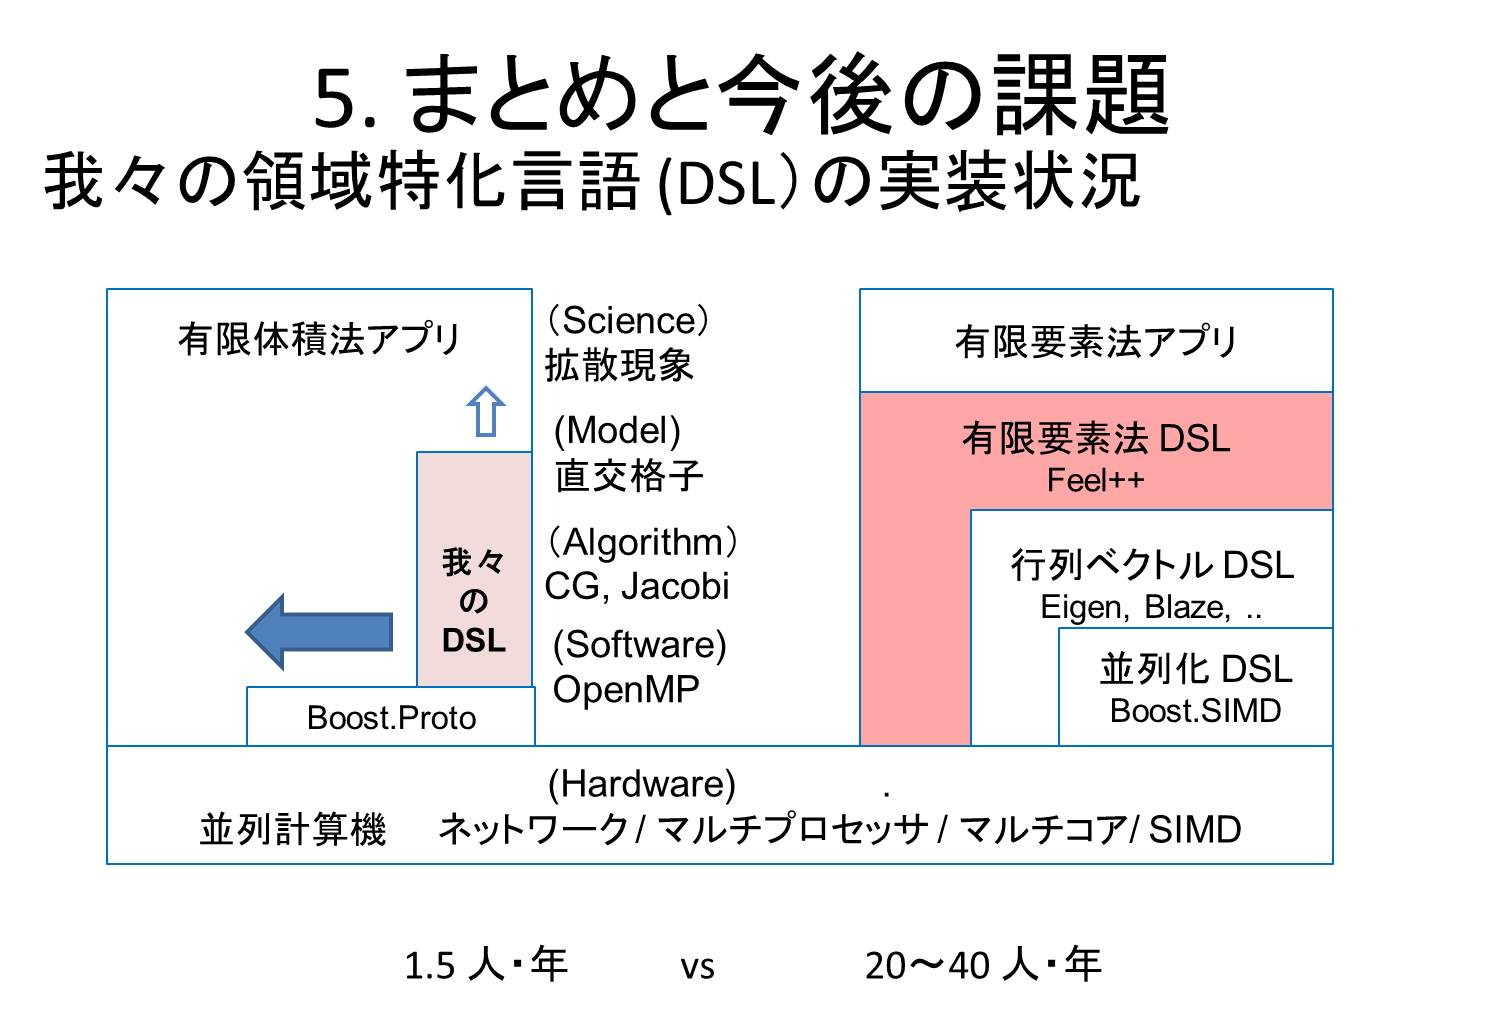 5. まとめと今後の課題
我々の領域特化言語 (DSL）の実装状況
有限体積法アプリ
我々
の
DSL
Boost.Proto
（Science）
拡散現象
(Model)
直交格子
（Algorithm）
CG, Jacobi
(Software)
OpenMP
有限要素法アプリ
有限要素法 DSL
Feel++
行列ベクトル DSL
Eigen, Blaze, ..
並列化 DSL
Boost.SIMD
(Hardware) .
並列計算機 ネットワーク / マルチプロセッサ / マルチコア/ SIMD
1.5 人・年 vs 20～40 人・年